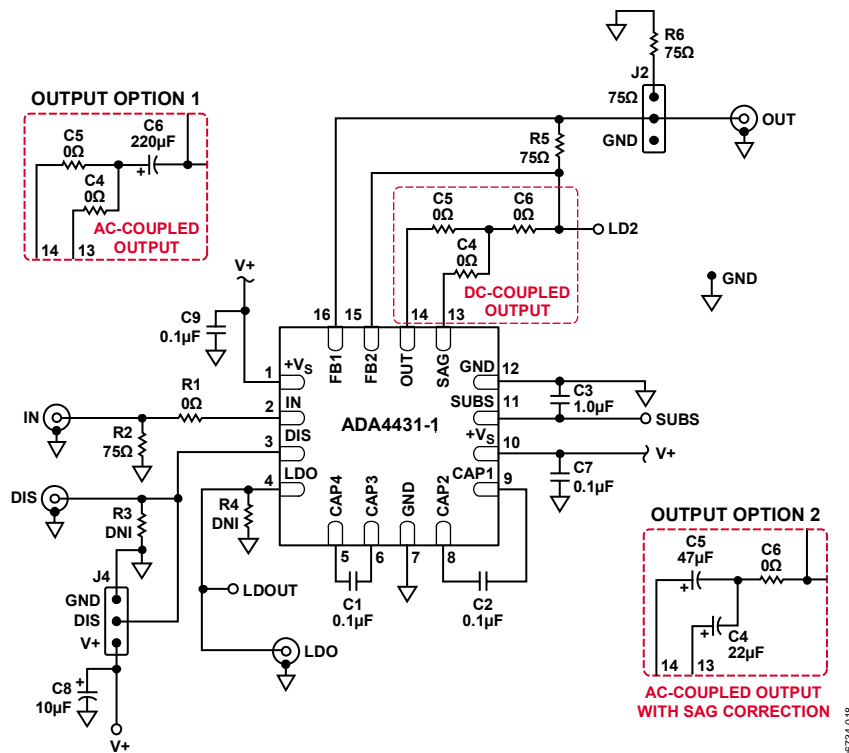 R6
75Ω
J2
75Ω
GND
OUT
OUTPUT OPTION 1
C5
0Ω
C6
220µF
+
C4
0Ω
AC-COUPLED
OUTPUT
14 13
R5
75Ω
C5
0Ω
C6
0Ω
C4
0Ω
LD2
DC-COUPLED
OUTPUT
GND
V+
C9
0.1µF
16 15 14 13
FB1 FB2 OUT SAG
1 +VS
2 IN
3 DIS
4 LDO
ADA4431-1
GND 12
SUBS 11
+VS 10
CAP1 9
CAP4 CAP3 GND CAP2
5 6 7 8
IN
R1
0Ω
R2
75Ω
DIS
R3
DNI
R4
DNI
J4
GND
DIS
V+
C8
+
10µF
V+
LDOUT
LDO
C1
0.1µF
C2
0.1µF
C3
1.0µF
SUBS
V+
C7
0.1µF
OUTPUT OPTION 2
C5
47µF
+
C6
0Ω
C4
22µF
+
14 13
AC-COUPLED OUTPUT
WITH SAG CORRECTION